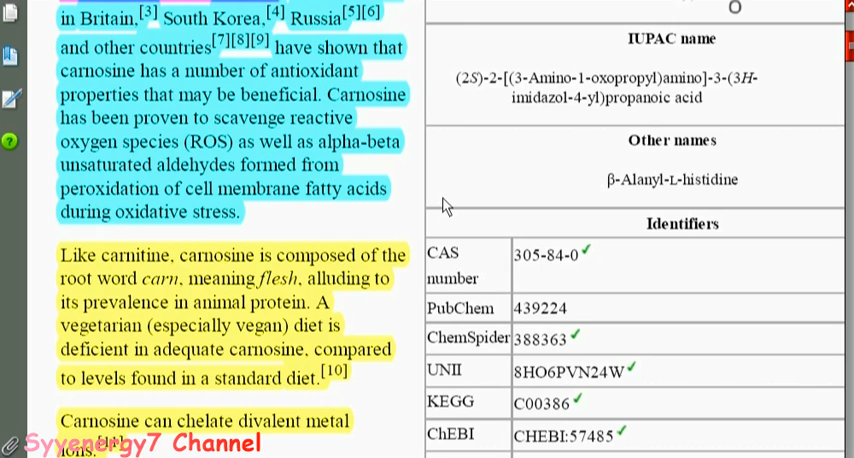 in Britain,[3] South Korea,[4] Russia[5][6]
and other countries[7][8][9] have shown that
carnosine has a number of antioxidant
properties that may be beneficial. Carnosine
has been proven to scavenge reactive
oxygen species (ROS) as well as alpha-beta
unsaturated aldehydes formed from
peroxidation of cell membrane fatty acids
during oxidative stress.
Like carnitine, carnosine is composed of the
root word carn, meaning flesh, alluding to
its prevalence in animal protein. A
vegetarian (especially vegan) diet is
deficient in adequate carnosine, compared
to levels found in a standard diet.[10]
Carnosine can chelate divalent metal
ions.[11]
Syyenergy7 Channel
O
IUPAC name
(2S)-2-[(3-Amino-1-oxopropyl)amino]-3-(3H-
imidazol-4-yl)propanoic acid
Other names
β-Alanyl-L-histidine
Identifiers
CAS number 305-84-0✓
PubChem 439224
ChemSpider 388363✓
UNII 8HO6PVN24W✓
KEGG C00386✓
ChEBI CHEBI:57485✓